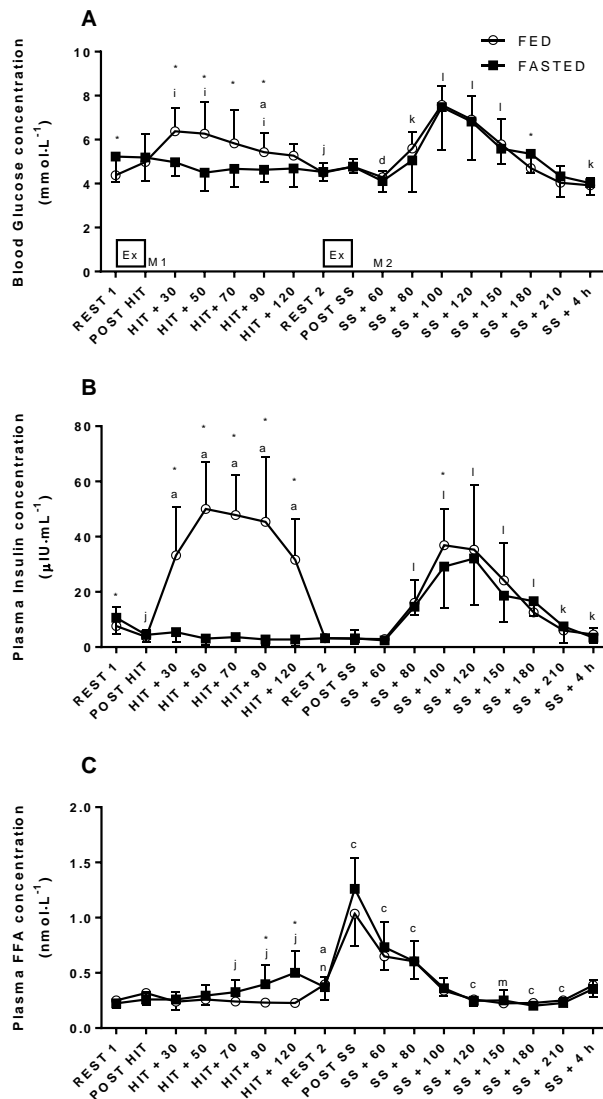 A
FED
FASTED
Blood Glucose concentration
(mmol·L⁻¹)
10
8
6
4
2
0
*
*
i
*
i
*
*
a
i
j
d
k
l
l
l
*
k
Ex
M1
Ex
M2
REST 1
POST HIT
HIT + 30
HIT + 50
HIT + 70
HIT + 90
HIT + 120
REST 2
POST SS
SS + 60
SS + 80
SS + 100
SS + 120
SS + 150
SS + 180
SS + 210
SS + 4 h
B
Plasma Insulin concentration
(µIU·mL⁻¹)
80
60
40
20
0
*
j
*
a
*
a
*
a
*
a
*
a
l
*
l
l
l
l
k
k
REST 1
POST HIT
HIT + 30
HIT + 50
HIT + 70
HIT + 90
HIT + 120
REST 2
POST SS
SS + 60
SS + 80
SS + 100
SS + 120
SS + 150
SS + 180
SS + 210
SS + 4 h
C
Plasma FFA concentration
(nmol·L⁻¹)
2.0
1.5
1.0
0.5
0.0
j
*
j
*
j
a
n
c
c
c
c
m
c
c
REST 1
POST HIT
HIT + 30
HIT + 50
HIT + 70
HIT + 90
HIT + 120
REST 2
POST SS
SS + 60
SS + 80
SS + 100
SS + 120
SS + 150
SS + 180
SS + 210
SS + 4 h